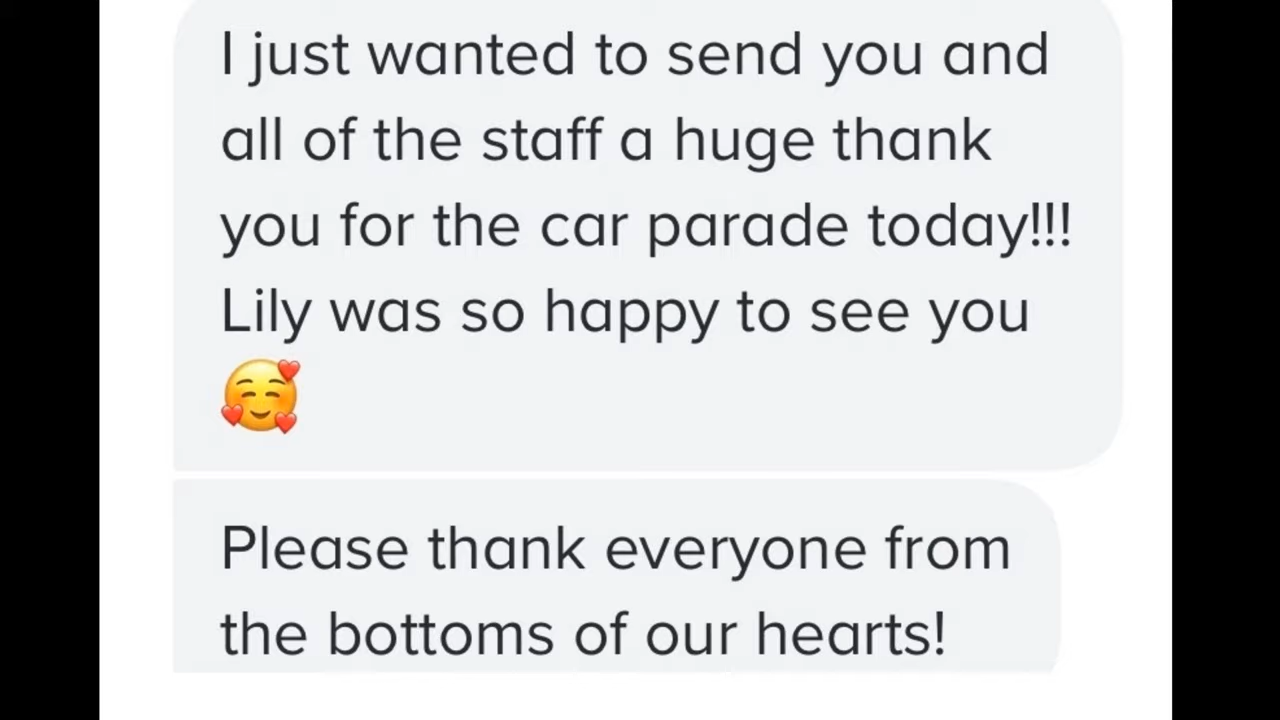 I just wanted to send you and
all of the staff a huge thank
you for the car parade today!!!
Lily was so happy to see you
🥰
Please thank everyone from
the bottoms of our hearts!